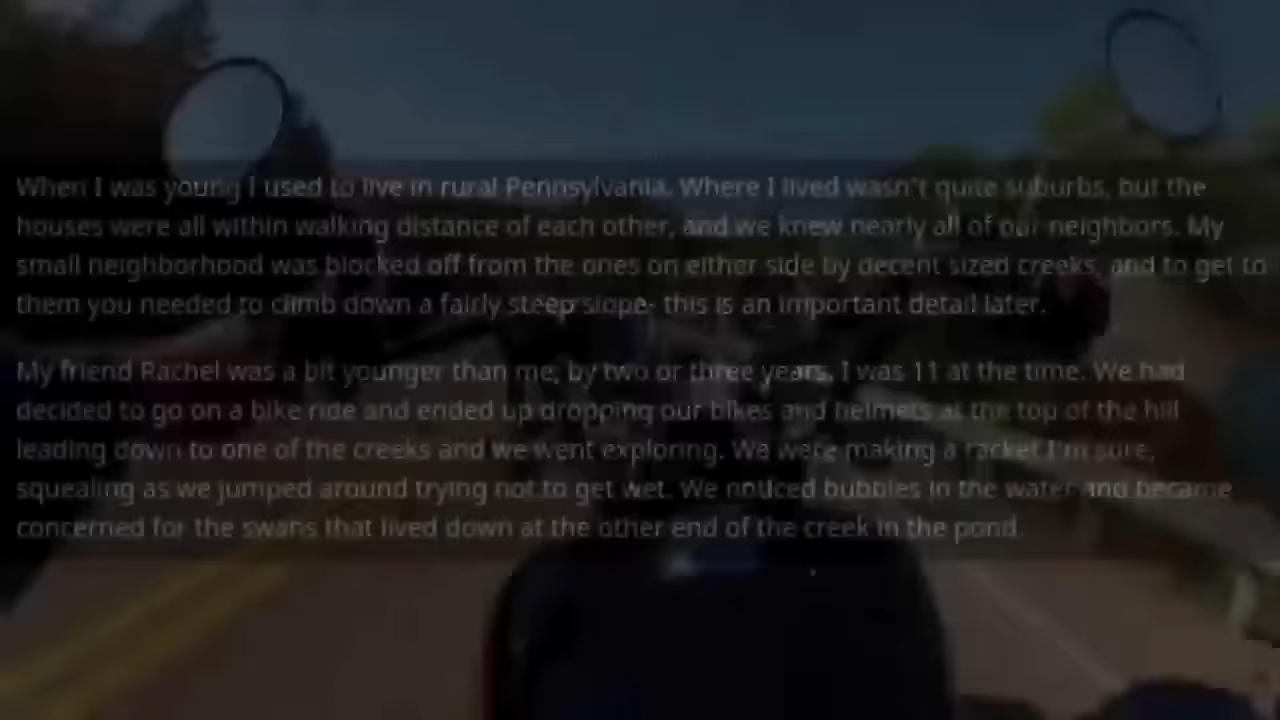 When I was young I used to live in rural Pennsylvania. Where I lived wasn't quite suburbs, but the
houses were all within walking distance of each other, and we knew nearly all of our neighbors. My
small neighborhood was blocked off from the ones on either side by decent sized creeks, and to get to
them you needed to climb down a fairly steep slope- this is an important detail later.
My friend Rachel was a bit younger than me, by two or three years. I was 11 at the time. We had
decided to go on a bike ride and ended up dropping our bikes and helmets at the top of the hill
leading down to one of the creeks and we went exploring. We were making a racket I'm sure,
squealing as we jumped around trying not to get wet. We noticed bubbles in the water and became
concerned for the swans that lived down at the other end of the creek in the pond.